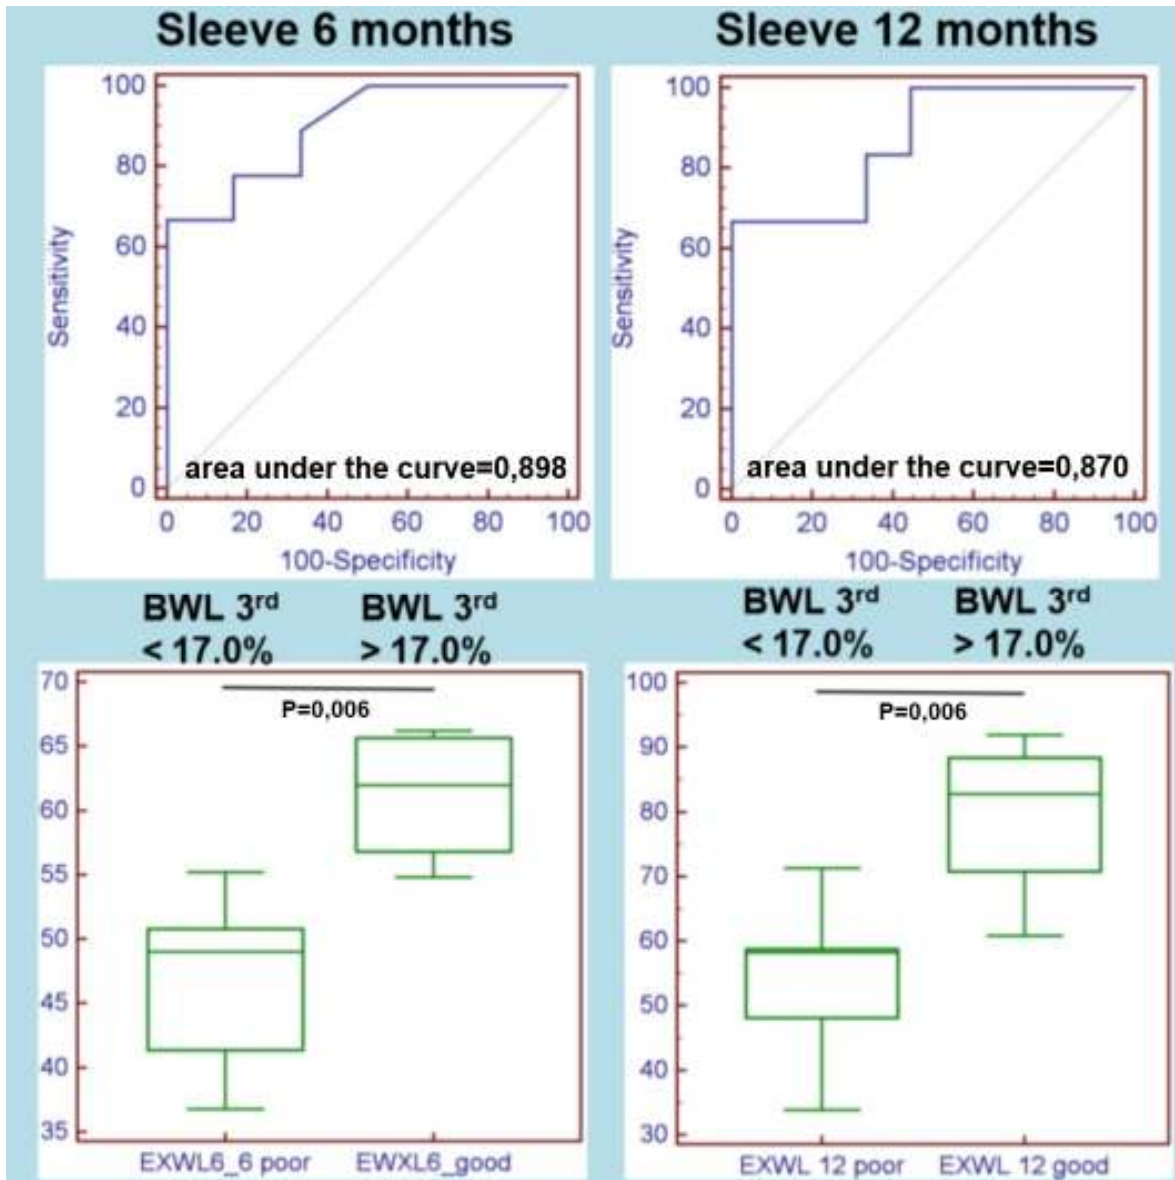 Sleeve 6 months
Sleeve 12 months
100
80
60
40
20
0
Sensitivity
area under the curve=0,898
0 20 40 60 80 100
100-Specificity
100
80
60
40
20
0
Sensitivity
area under the curve=0,870
0 20 40 60 80 100
100-Specificity
BWL 3rd
< 17.0%
BWL 3rd
> 17.0%
70
65
60
55
50
45
40
35
P=0,006
EXWL6_6 poor
EWXL6_good
BWL 3rd
< 17.0%
BWL 3rd
> 17.0%
100
90
80
70
60
50
40
30
P=0,006
EXWL 12 poor
EXWL 12 good